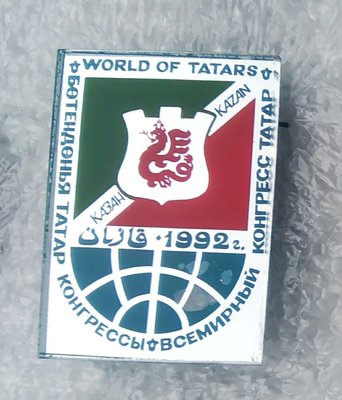 WORLD OF TATARS
БӨТЕНДӨНЬЯ ТАТАР КОНГРЕССЫ
ВСЕМИРНЫЙ КОНГРЕСС ТАТАР
KAZAN
КАЗАН
قازان • 1992 г.